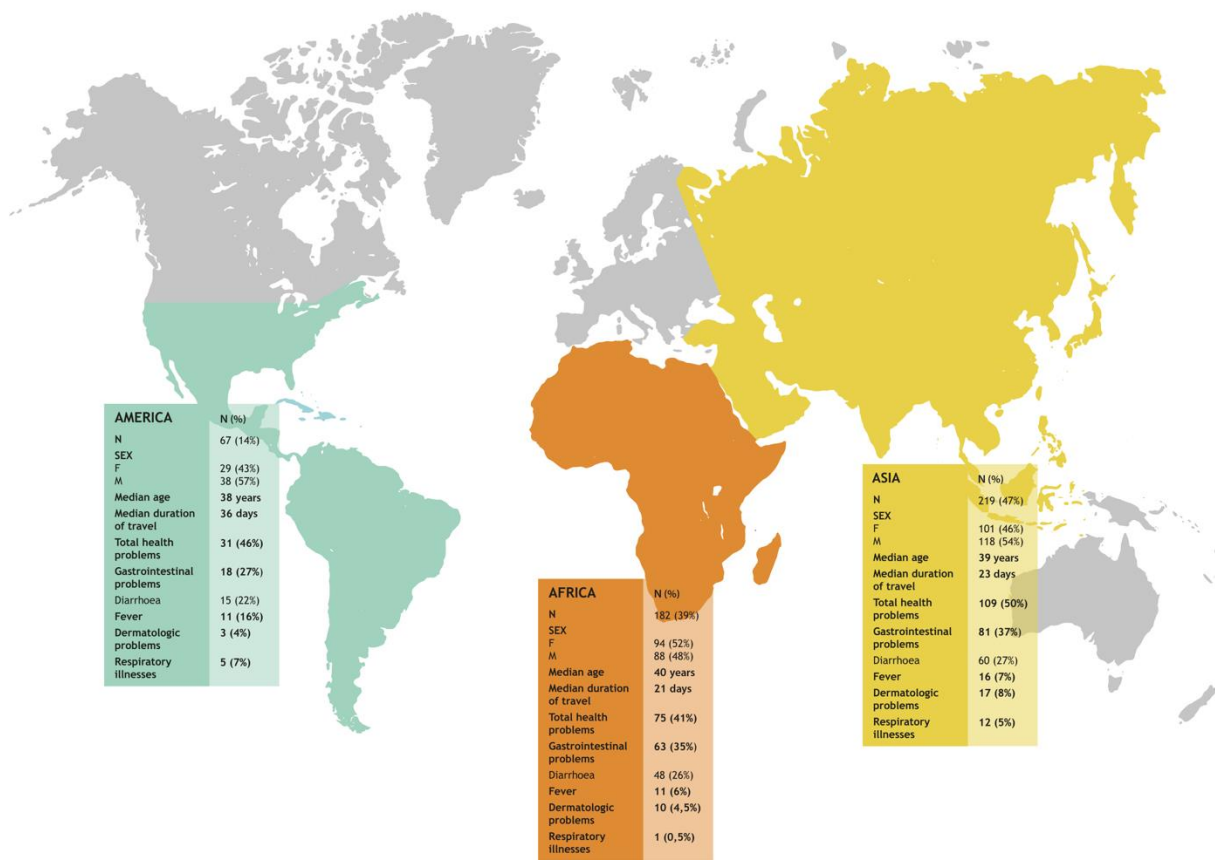 AMERICA N (%)
N 67 (14%)
SEX
F 29 (43%)
M 38 (57%)
Median age 38 years
Median duration 36 days
of travel
Total health 31 (46%)
problems
Gastrointestinal 18 (27%)
problems
Diarrhoea 15 (22%)
Fever 11 (16%)
Dermatologic 3 (4%)
problems
Respiratory 5 (7%)
illnesses
AFRICA N (%)
N 182 (39%)
SEX
F 94 (52%)
M 88 (48%)
Median age 40 years
Median duration 21 days
of travel
Total health 75 (41%)
problems
Gastrointestinal 63 (35%)
problems
Diarrhoea 48 (26%)
Fever 11 (6%)
Dermatologic 10 (4,5%)
problems
Respiratory 1 (0,5%)
illnesses
ASIA N (%)
N 219 (47%)
SEX
F 101 (46%)
M 118 (54%)
Median age 39 years
Median duration 23 days
of travel
Total health 109 (50%)
problems
Gastrointestinal 81 (37%)
problems
Diarrhoea 60 (27%)
Fever 16 (7%)
Dermatologic 17 (8%)
problems
Respiratory 12 (5%)
illnesses